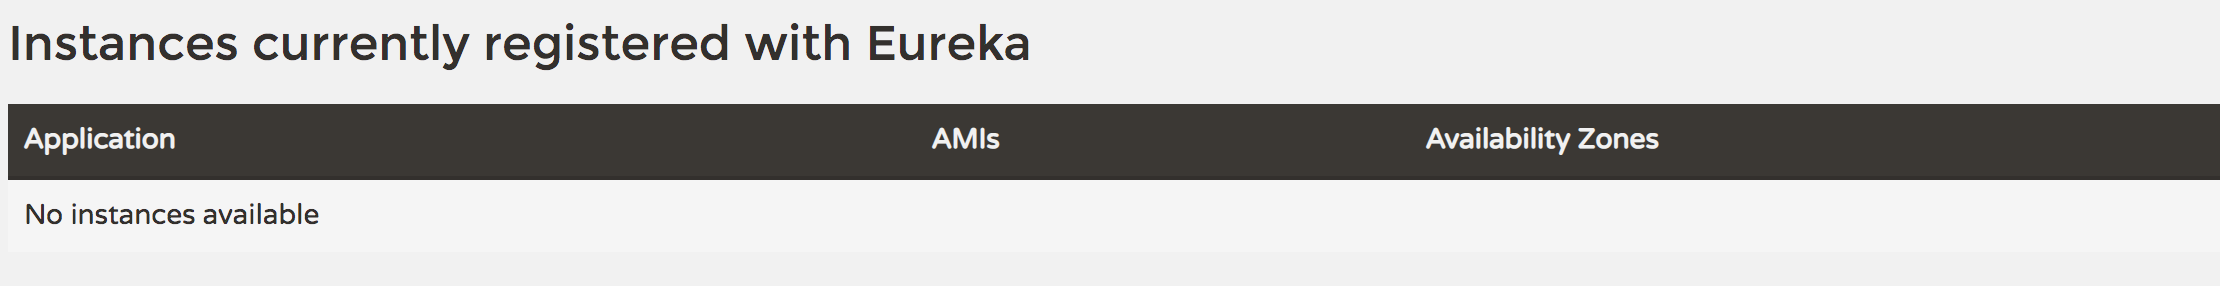 Instances currently registered with Eureka
Application AMIs Availability Zones
No instances available